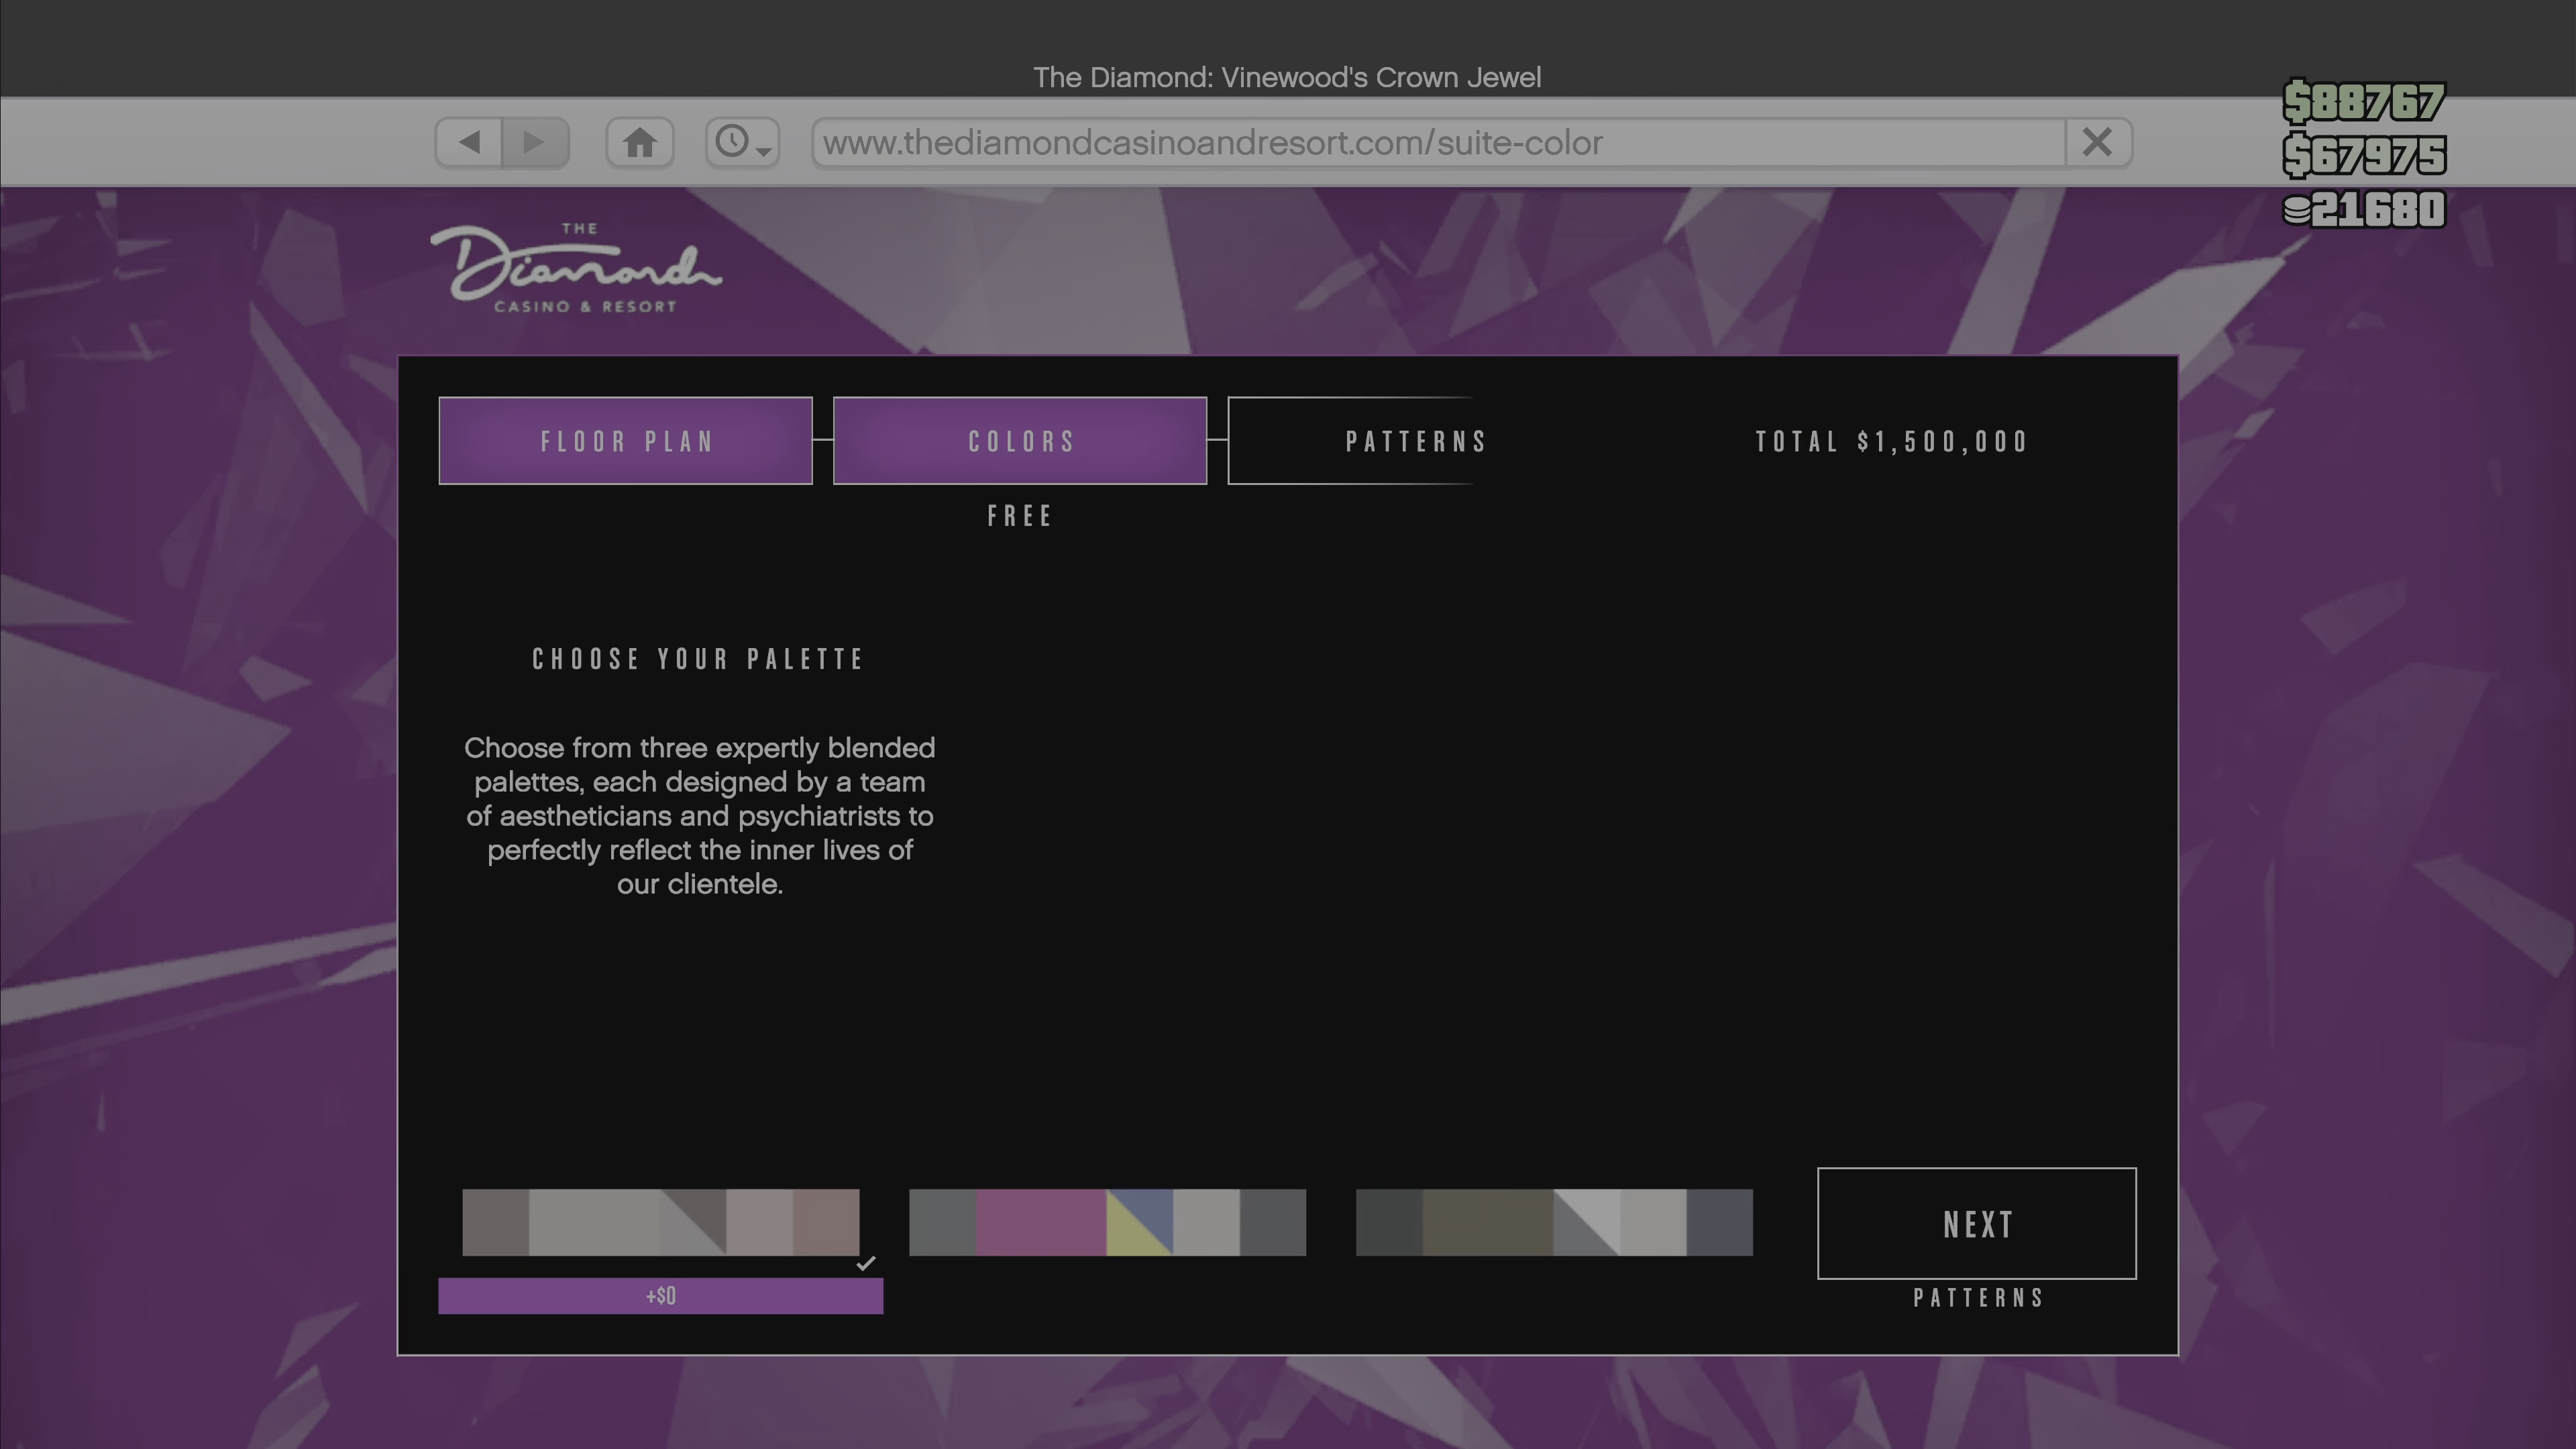 The Diamond: Vinewood's Crown Jewel
www.thediamondcasinoandresort.com/suite-color
$88767
$67975
21680
THE
Diamond
CASINO & RESORT
FLOOR PLAN
COLORS
PATTERNS
TOTAL $1,500,000
FREE
CHOOSE YOUR PALETTE
Choose from three expertly blended
palettes, each designed by a team
of aestheticians and psychiatrists to
perfectly reflect the inner lives of
our clientele.
NEXT
+$0
PATTERNS